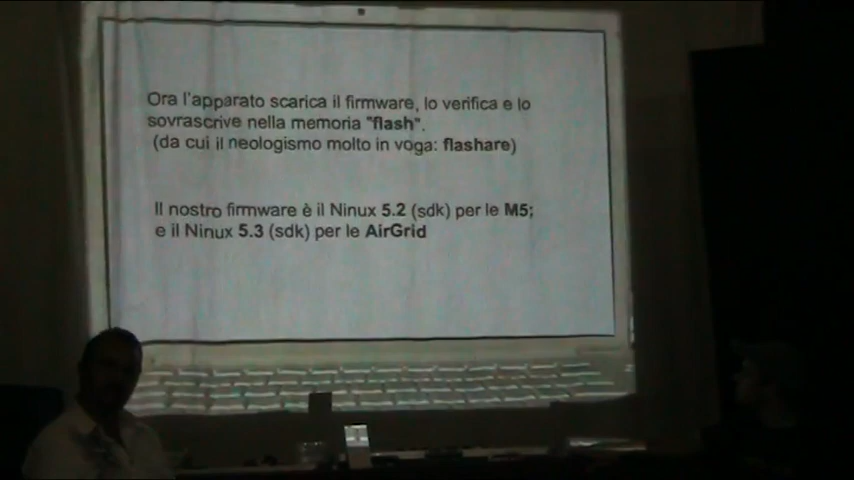 Ora l'apparato scarica il firmware, lo verifica e lo
sovrascrive nella memoria "flash".
(da cui il neologismo molto in voga: flashare)
Il nostro firmware è il Ninux 5.2 (sdk) per le M5;
e il Ninux 5.3 (sdk) per le AirGrid